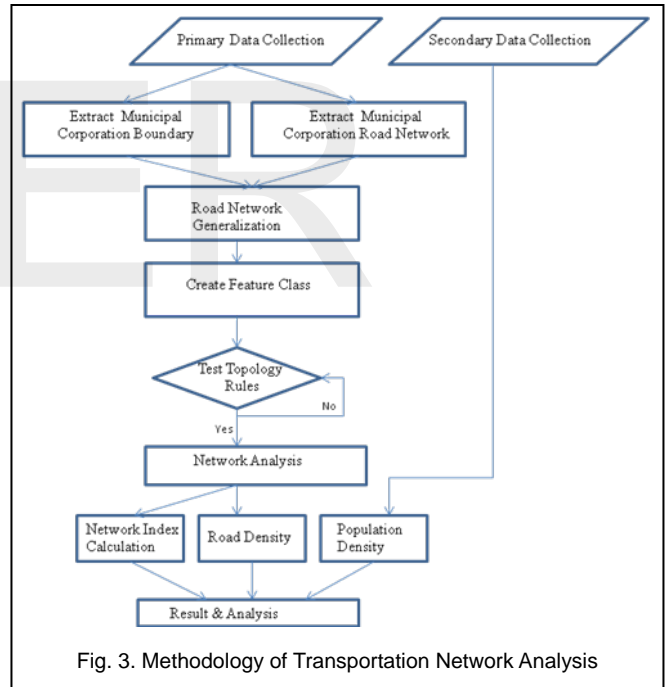 Primary Data Collection
Secondary Data Collection
Extract Municipal
Corporation Boundary
Extract Municipal
Corporation Road Network
Road Network
Generalization
Create Feature Class
Test Topology
Rules
No
Yes
Network Analysis
Network Index
Calculation
Road Density
Population
Density
Result & Analysis
Fig. 3. Methodology of Transportation Network Analysis
ER